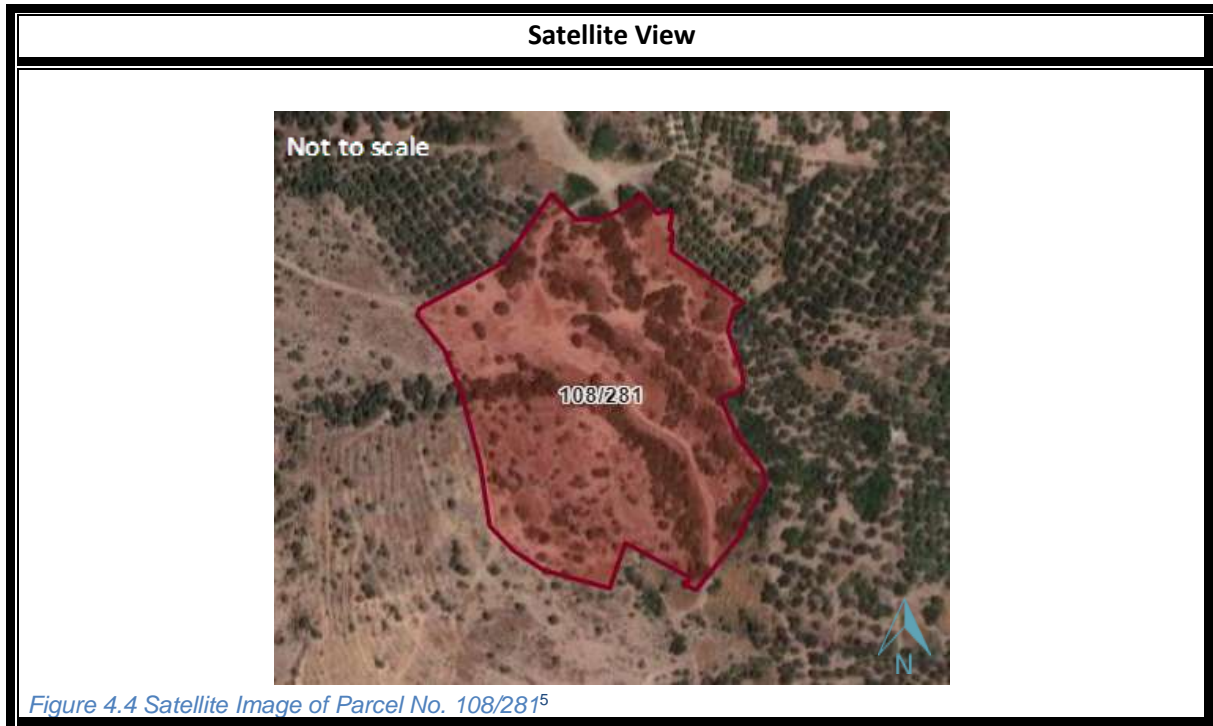 Satellite View
Not to scale
108/281
N
Figure 4.4 Satellite Image of Parcel No. 108/281⁵